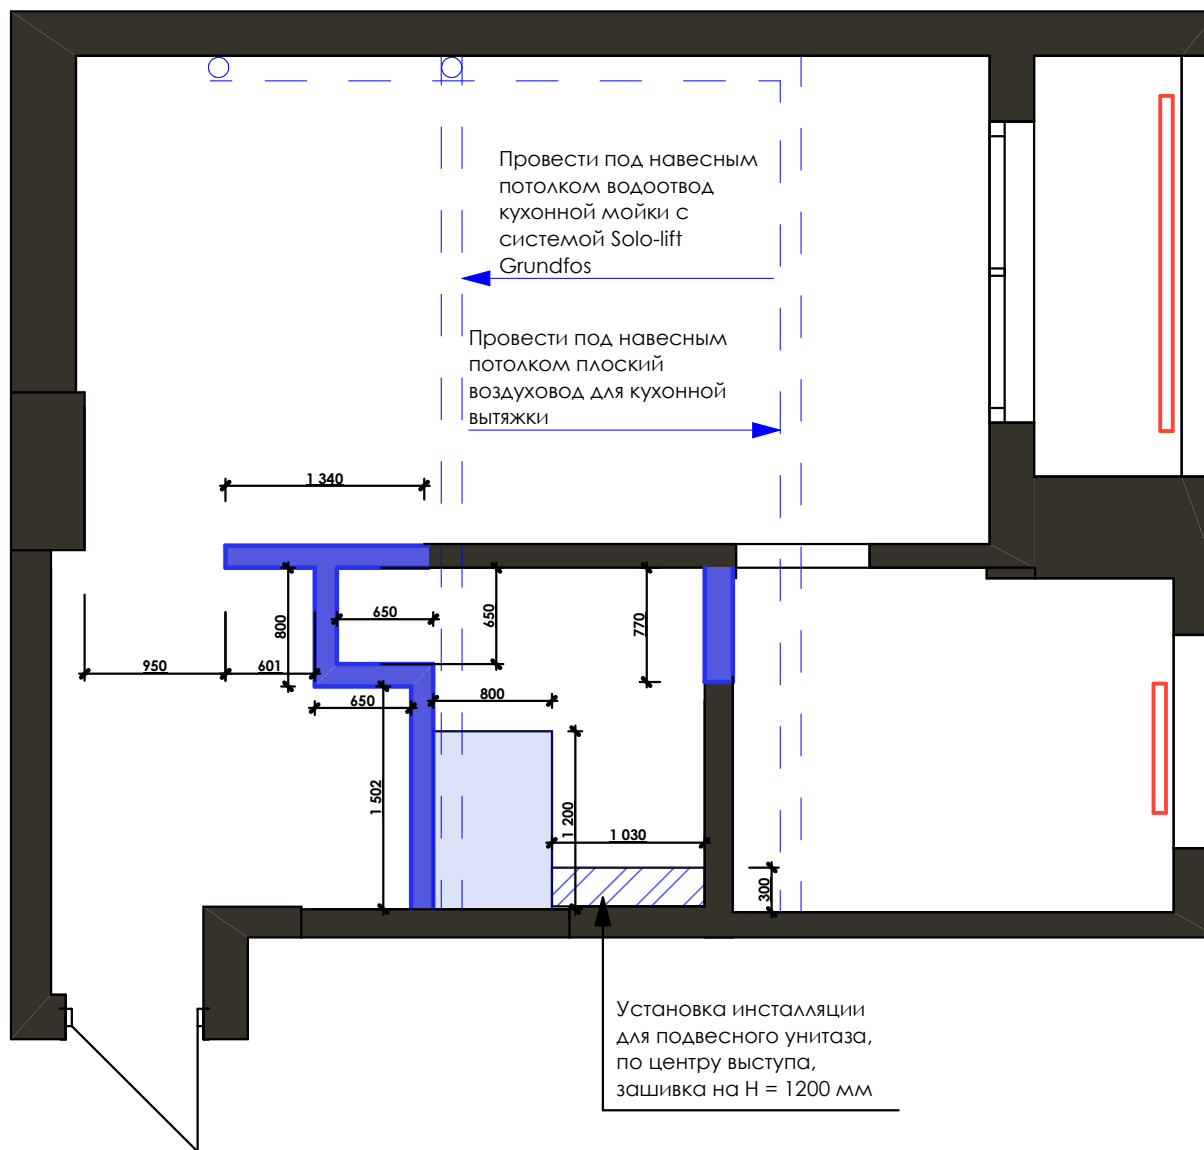 Провести под навесным
потолком водоотвод
кухонной мойки с
системой Solo-lift
Grundfos
Провести под навесным
потолком плоский
воздуховод для кухонной
вытяжки
1 340
800
650
650
770
950
601
650
800
1 502
1 200
1 030
300
Установка инсталляции
для подвесного унитаза,
по центру выступа,
зашивка на H = 1200 мм